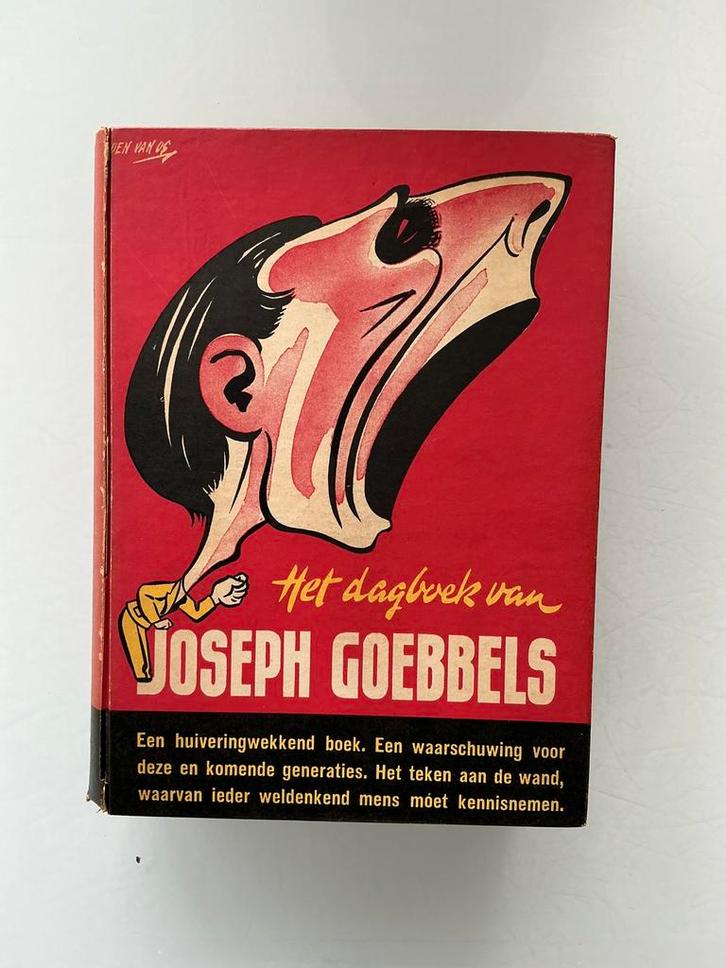 Het dagboek van
JOSEPH GOEBBELS
Een huiveringwekkend boek. Een waarschuwing voor
deze en komende generaties. Het teken aan de wand,
waarvan ieder weldenkend mens móet kennisnemen.